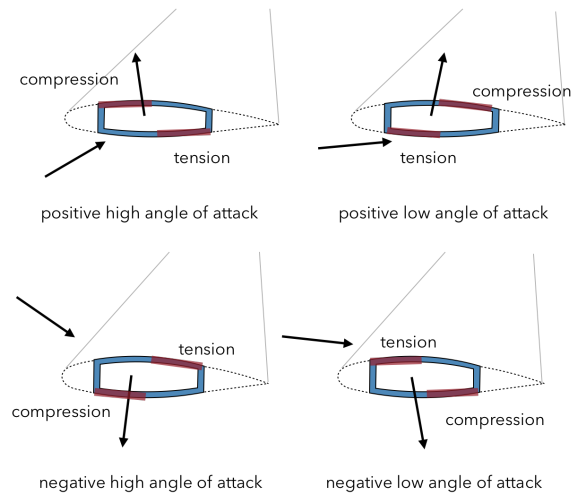 compression
tension
positive high angle of attack
compression
tension
positive low angle of attack
tension
compression
negative high angle of attack
tension
compression
negative low angle of attack